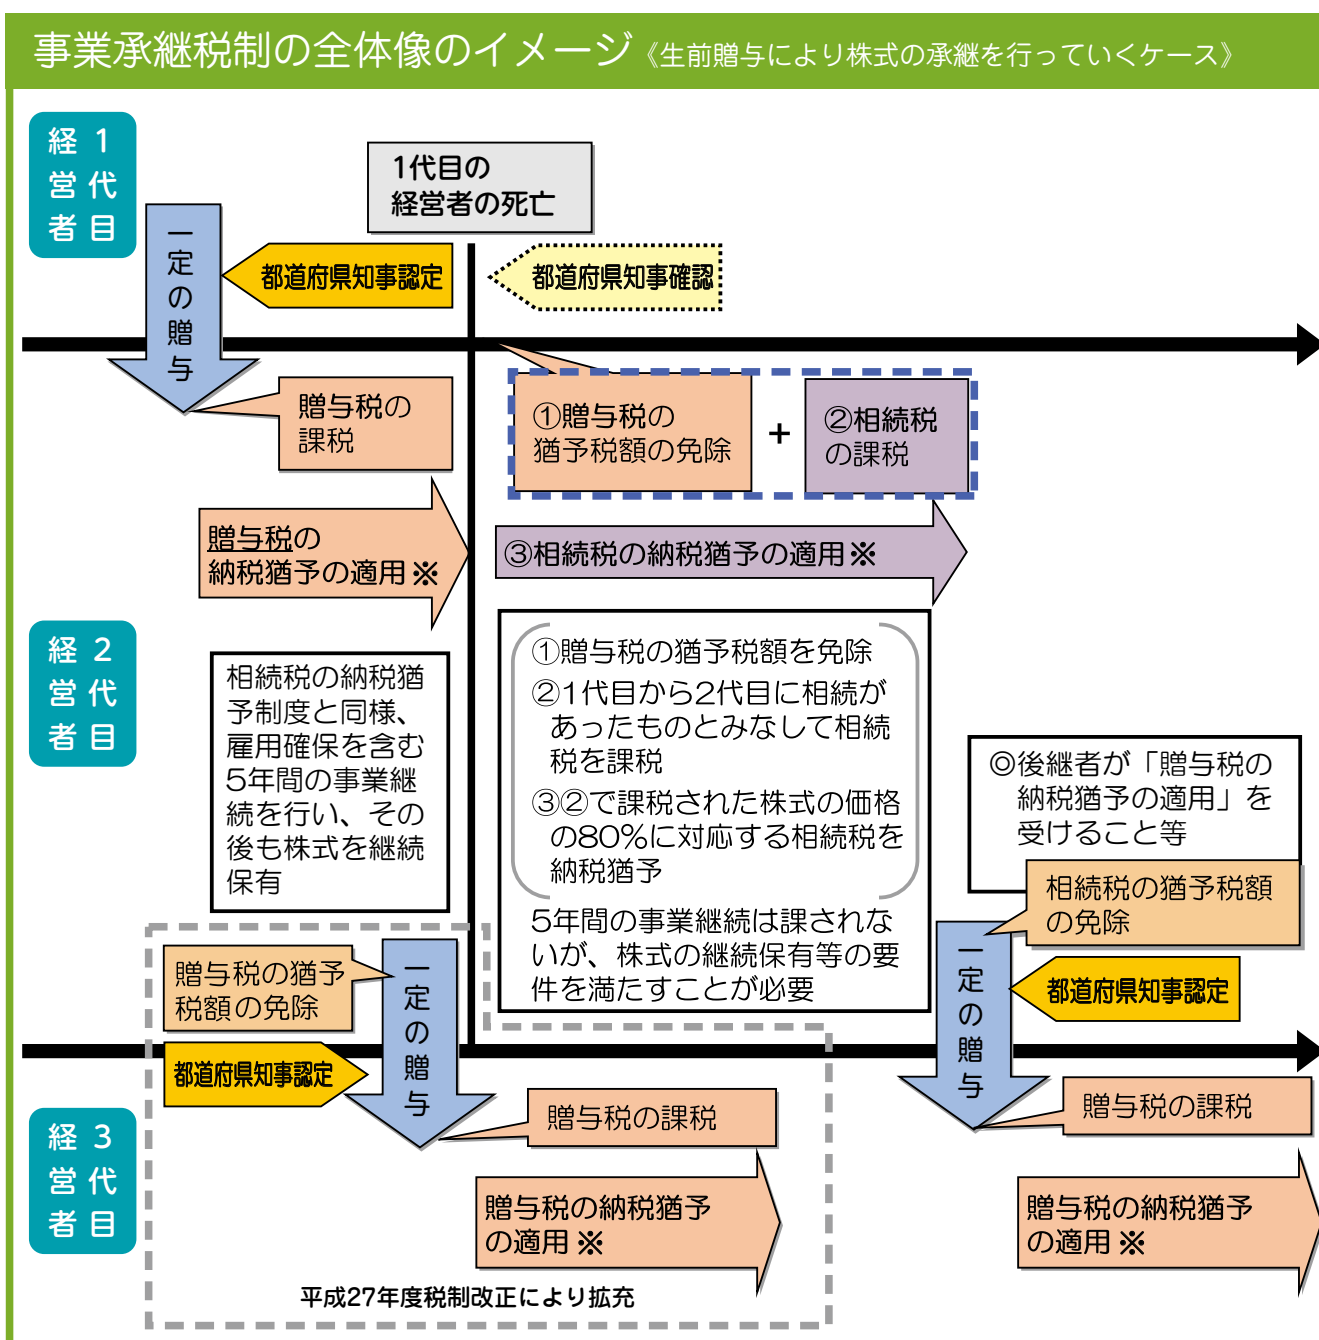 事業承継税制の全体像のイメージ《生前贈与により株式の承継を行っていくケース》
1代目
経営者
1代目の
経営者の死亡
一定の贈与
都道府県知事認定
都道府県知事確認
贈与税の
課税
①贈与税の
猶予税額の免除
+
②相続税
の課税
贈与税の
納税猶予の適用※
③相続税の納税猶予の適用※
2代目
経営者
相続税の納税猶
予制度と同様、
雇用確保を含む
5年間の事業継
続を行い、その
後も株式を継続
保有
①贈与税の猶予税額を免除
②1代目から2代目に相続が
あったものとみなして相続
税を課税
③②で課税された株式の価格
の80%に対応する相続税を
納税猶予
5年間の事業継続は課されな
いが、株式の継続保有等の要
件を満たすことが必要
◎後継者が「贈与税の
納税猶予の適用」を
受けること等
相続税の猶予税額
の免除
贈与税の猶予
税額の免除
一定の贈与
都道府県知事認定
一定の贈与
都道府県知事認定
3代目
経営者
贈与税の課税
贈与税の課税
贈与税の納税猶予
の適用※
贈与税の納税猶予
の適用※
平成27年度税制改正により拡充